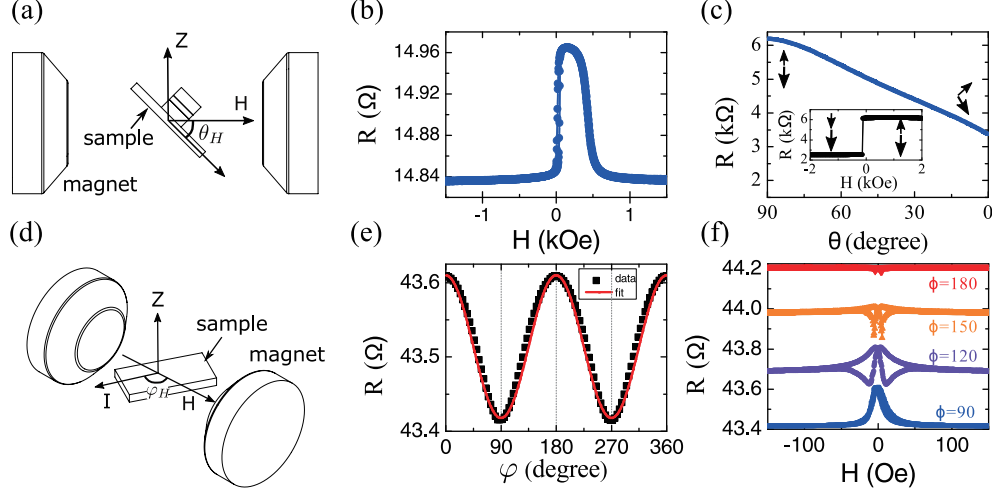 (a)
Z
H
θH
sample
magnet
(b)
R (Ω)
14.96
14.92
14.88
14.84
-1
0
1
H (kOe)
(c)
R (kΩ)
6
5
4
3
2
90
60
30
0
θ (degree)
R (kΩ)
6
4
2
-2
0
2
H (kOe)
(d)
Z
sample
magnet
I
φH
H
(e)
R (Ω)
43.6
43.5
43.4
0
90
180
270
360
φ (degree)
data
fit
(f)
R (Ω)
44.2
44.0
43.8
43.6
43.4
ϕ=180
ϕ=150
ϕ=120
ϕ=90
-100
0
100
H (Oe)